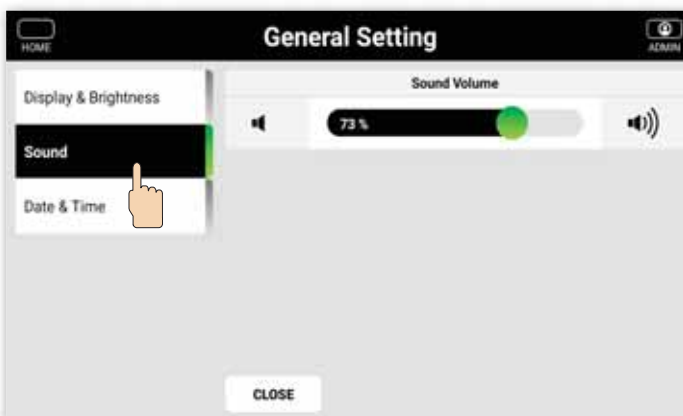 HOME
General Setting
ADMIN
Display & Brightness
Sound
Date & Time
Sound Volume
73 %
CLOSE